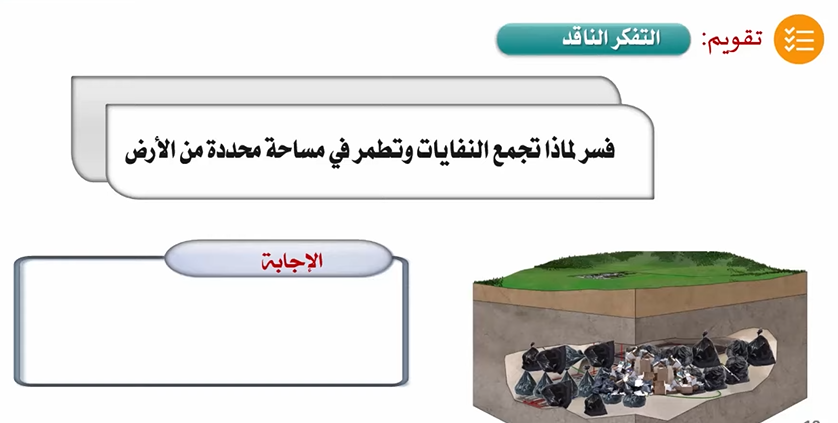 تقويم:
التفكر الناقد
فسر لماذا تجمع النفايات وتطمر في مساحة محددة من الأرض
الإجابة